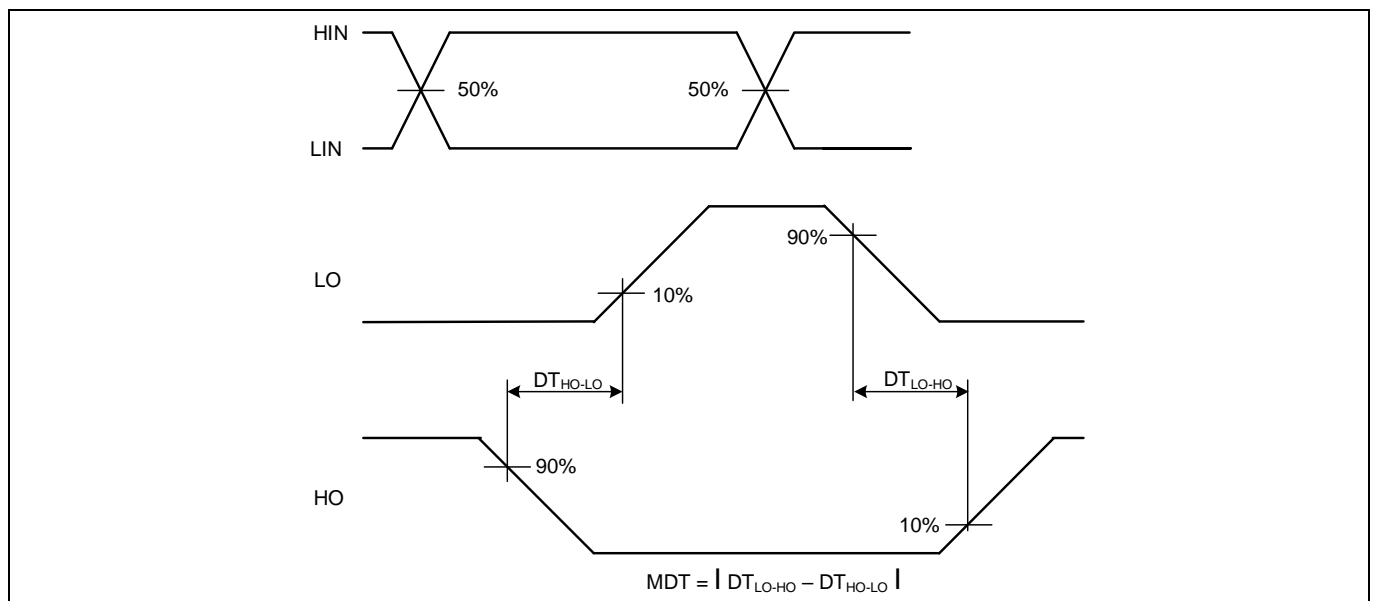 HIN
50% 50%
LIN
90%
LO
10%
DTHO-LO DTLO-HO
90%
HO
10%
MDT = | DTLO-HO – DTHO-LO |